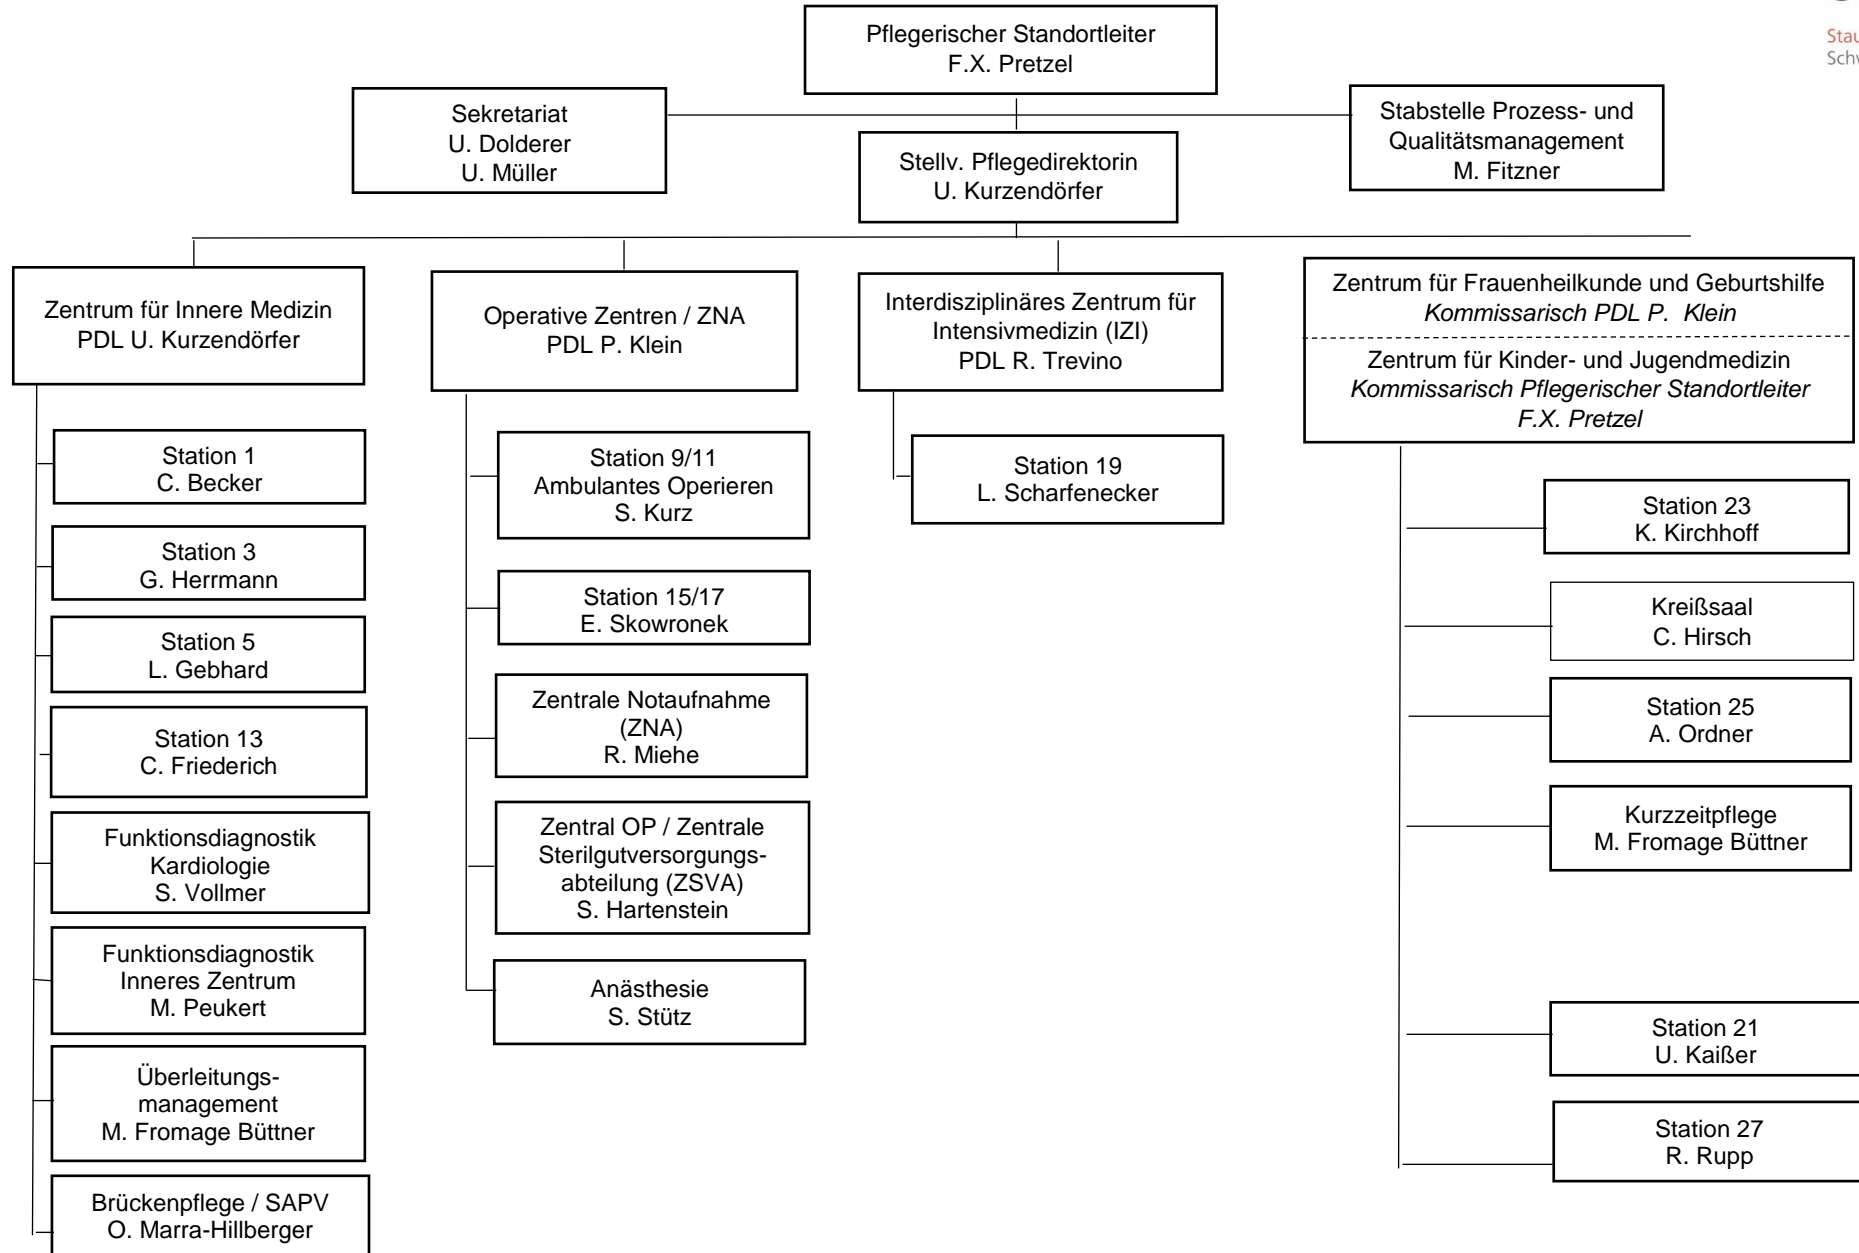 Pflegerischer Standortleiter
F.X. Pretzel
Sekretariat
U. Dolderer
U. Müller
Stabstelle Prozess- und
Qualitätsmanagement
M. Fitzner
Stellv. Pflegedirektorin
U. Kurzendörfer
Zentrum für Innere Medizin
PDL U. Kurzendörfer
Station 1
C. Becker
Station 3
G. Herrmann
Station 5
L. Gebhard
Station 13
C. Friederich
Funktionsdiagnostik
Kardiologie
S. Vollmer
Funktionsdiagnostik
Inneres Zentrum
M. Peukert
Überleitungs-
management
M. Fromage Büttner
Brückenpflege / SAPV
O. Marra-Hillberger
Operative Zentren / ZNA
PDL P. Klein
Station 9/11
Ambulantes Operieren
S. Kurz
Station 15/17
E. Skowronek
Zentrale Notaufnahme
(ZNA)
R. Miehe
Zentral OP / Zentrale
Sterilgutversorgungs-
abteilung (ZSVA)
S. Hartenstein
Anästhesie
S. Stütz
Interdisziplinäres Zentrum für
Intensivmedizin (IZI)
PDL R. Trevino
Station 19
L. Scharfenecker
Zentrum für Frauenheilkunde und Geburtshilfe
Kommissarisch PDL P. Klein
Zentrum für Kinder- und Jugendmedizin
Kommissarisch Pflegerischer Standortleiter
F.X. Pretzel
Station 23
K. Kirchhoff
Kreißsaal
C. Hirsch
Station 25
A. Ordner
Kurzzeitpflege
M. Fromage Büttner
Station 21
U. Kaißer
Station 27
R. Rupp